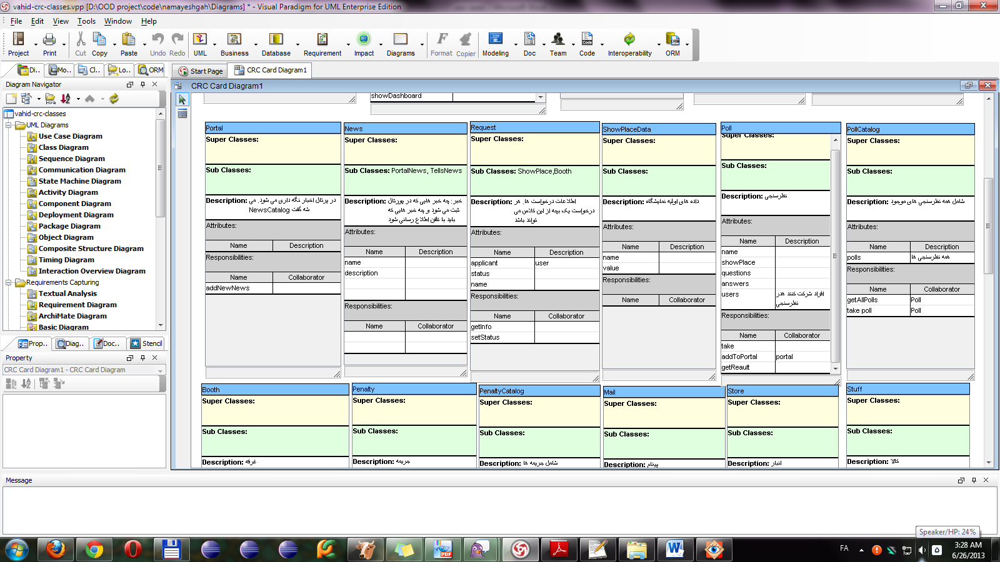 vahid-crc-classes.vpp [D:\OOD project\code\namayeshgah\Diagrams] * - Visual Paradigm for UML Enterprise Edition
File Edit View Tools Window Help
Project Print Cut Copy Paste Undo Redo UML Business Database Requirement Impact Diagrams Format Copier Modeling Doc Team Code Interoperability ORM
Di.. Mo.. Cl.. Lo.. ORM
Start Page
CRC Card Diagram1
Diagram Navigator
CRC Card Diagram1
vahid-crc-classes
UML Diagrams
Use Case Diagram
Class Diagram
Sequence Diagram
Communication Diagram
State Machine Diagram
Activity Diagram
Component Diagram
Deployment Diagram
Package Diagram
Object Diagram
Composite Structure Diagram
Timing Diagram
Interaction Overview Diagram
Requirements Capturing
Textual Analysis
Requirement Diagram
ArchiMate Diagram
Basic Diagram
Prop.. Diag.. Doc.. Stencil
Property
CRC Card Diagram1 - CRC Card Diagram
showDashboard
Portal
Super Classes:
Sub Classes:
Description: در پرتال اخبار نگه داری می شود. می
شه گفت NewsCatalog
Attributes:
Name Description
Responsibilities:
Name Collaborator
addNewNews
News
Super Classes:
Sub Classes: PortalNews, TellsNews
Description: خبر: چه خبر هایی که در پورتال
ثبت می شود و چه خبر هایی که
باید با تلفن اطلاع رسانی شود
Attributes:
Name Description
name
description
Responsibilities:
Name Collaborator
Request
Super Classes:
Sub Classes: ShowPlace,Booth
Description: اطلاعات درخواست ها. هر
درخواست یک بچه از این کلاس می
تواند باشد
Attributes:
Name Description
applicant user
status
name
Responsibilities:
Name Collaborator
getInfo
setStatus
ShowPlaceData
Super Classes:
Sub Classes:
Description: داده های اولیه نمایشگاه
Attributes:
Name Description
name
value
Responsibilities:
Name Collaborator
Poll
Super Classes:
Sub Classes:
Description: نظرسنجی
Attributes:
Name Description
name
showPlace
questions
answers
users افراد شرکت کنند هدر
نظرسنجی
Responsibilities:
Name Collaborator
take
addToPortal portal
getReault
PollCatalog
Super Classes:
Sub Classes:
Description: شامل همه نظرسنجی های موجود
Attributes:
Name Description
polls همه نظرسنجی ها
Responsibilities:
Name Collaborator
getAllPolls Poll
take poll Poll
Booth
Super Classes:
Sub Classes:
Description: غرفه
Penalty
Super Classes:
Sub Classes:
Description: جریمه
PenaltyCatalog
Super Classes:
Sub Classes:
Description: شامل جریمه ها
Mail
Super Classes:
Sub Classes:
Description: پیغام
Store
Super Classes:
Sub Classes:
Description: انبار
Stuff
Super Classes:
Sub Classes:
Description: کالا
Message
Speaker/HP: 24%
FA
3:28 AM
6/26/2013